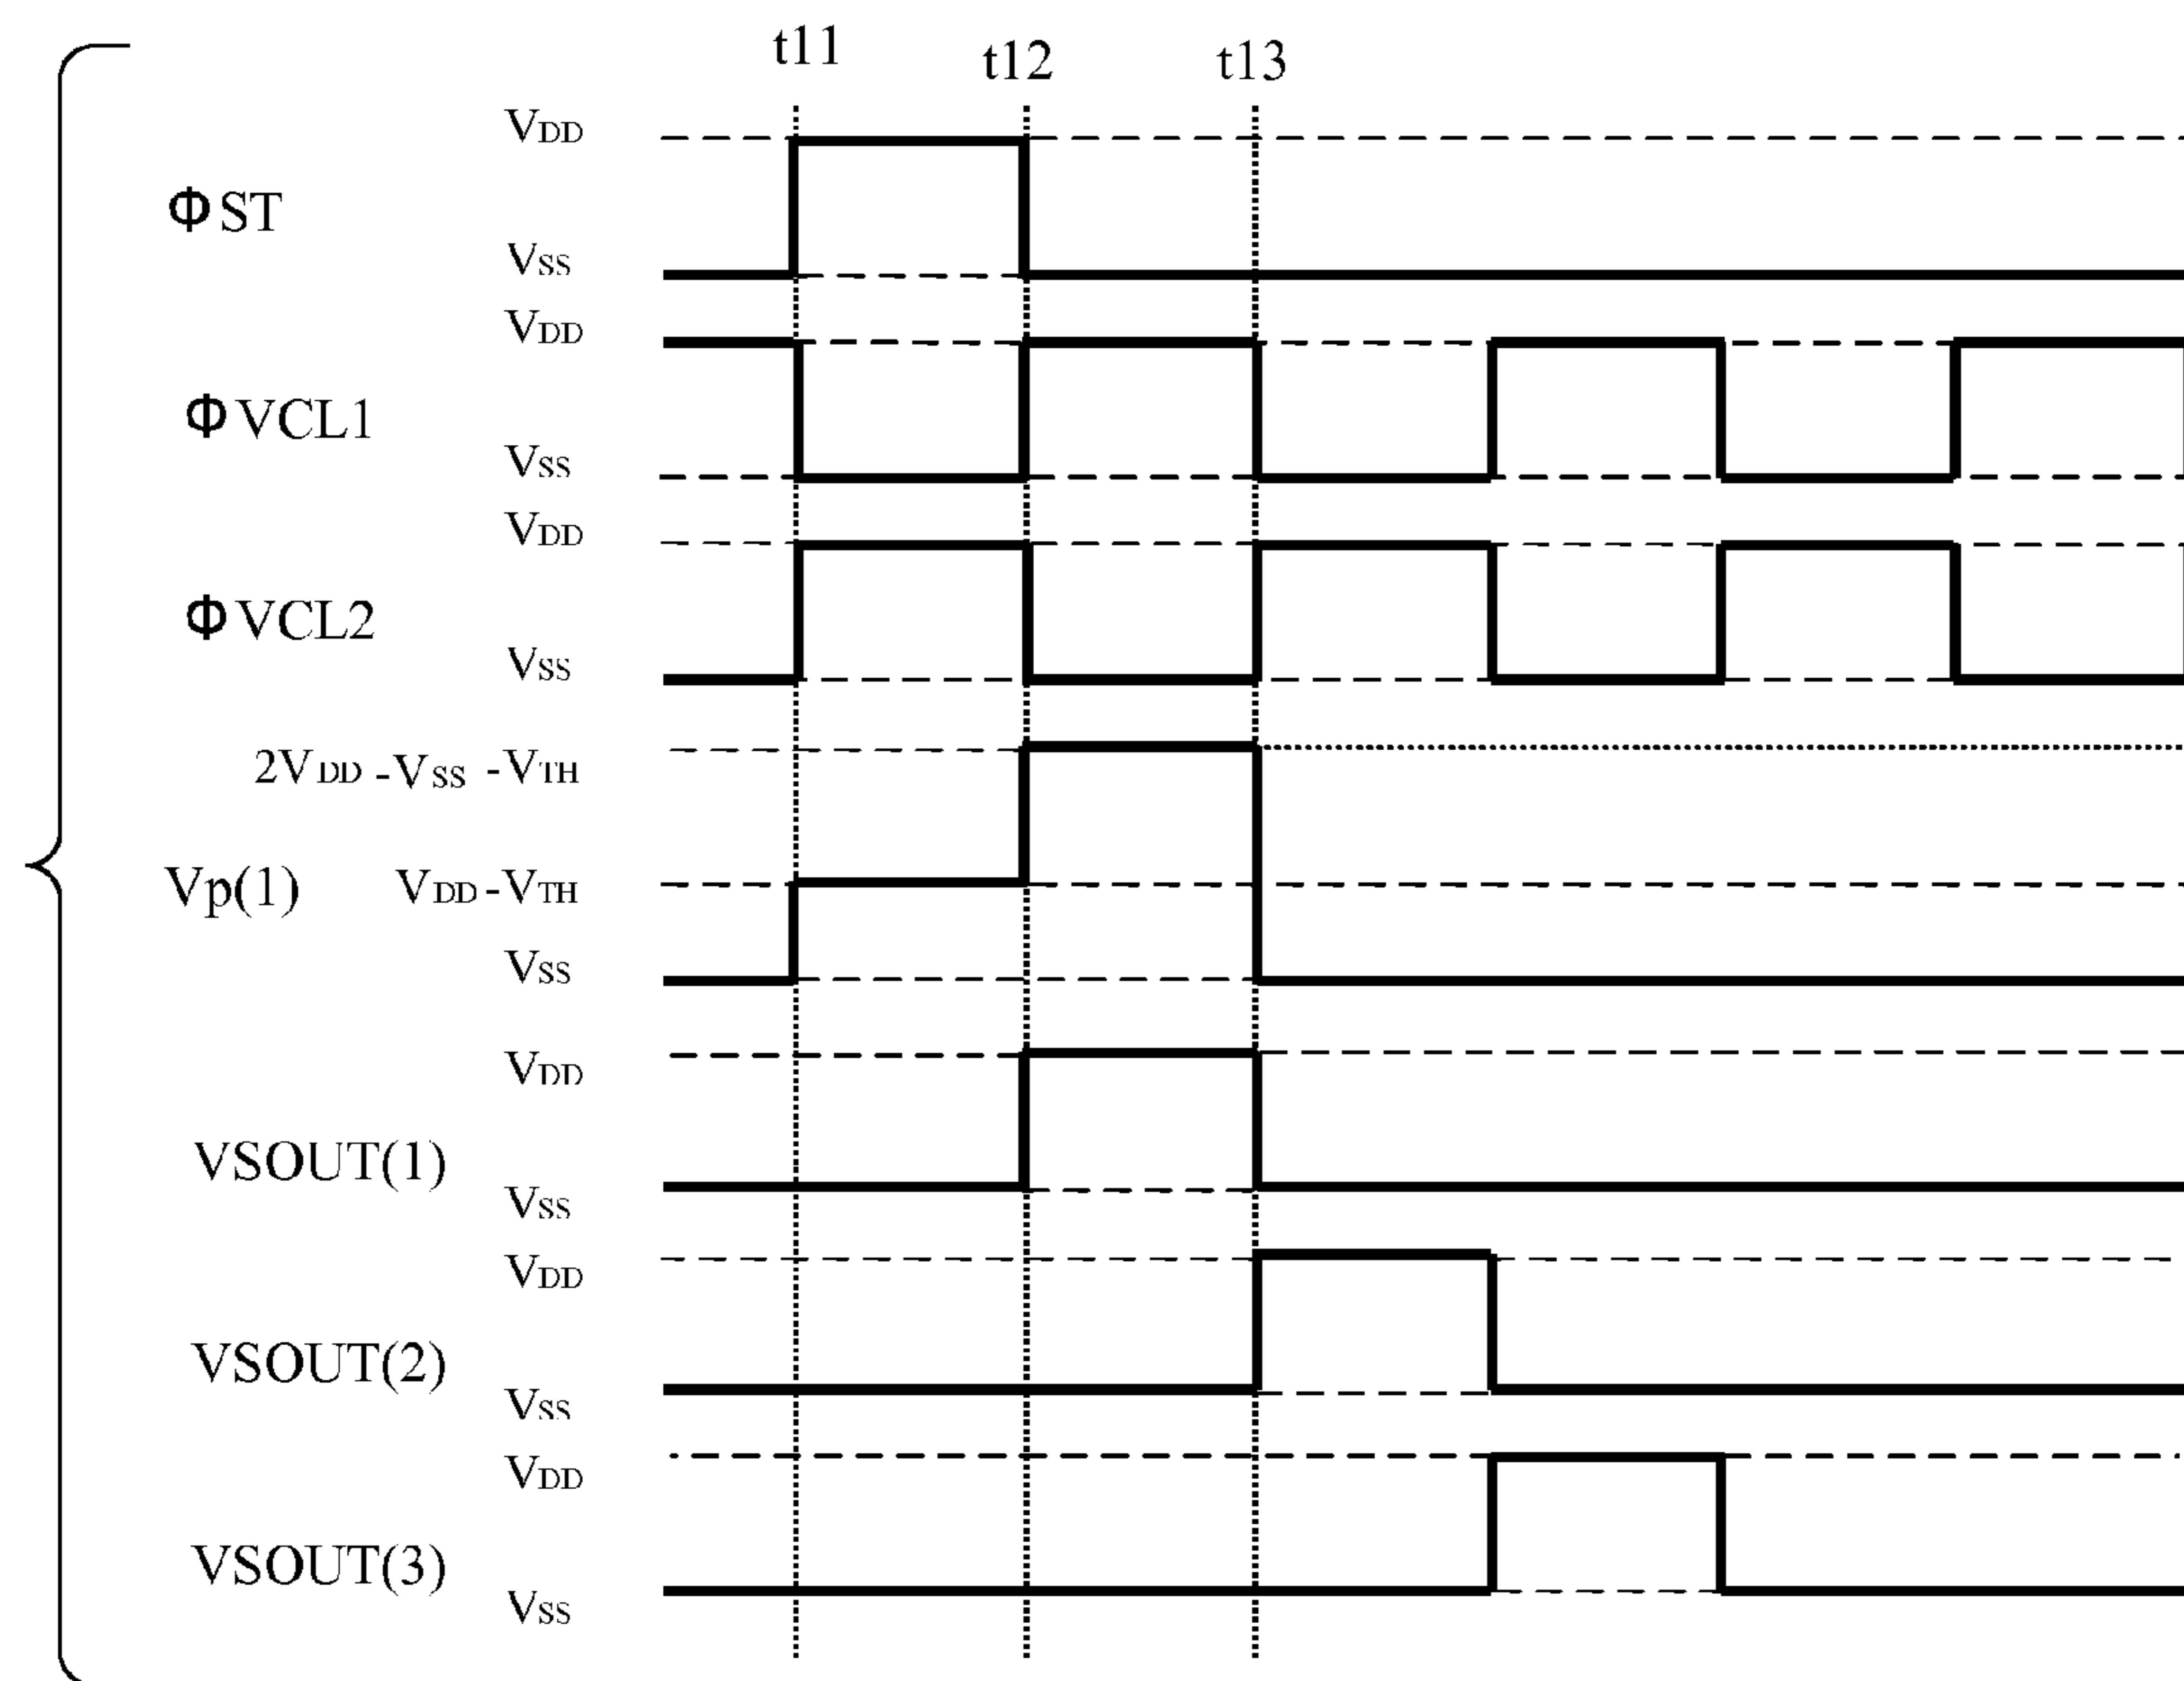 t11 t12 t13
VDD
ΦST
VSS
VDD
ΦVCL1
VSS
VDD
ΦVCL2
VSS
2VDD -VSS -VTH
Vp(1) VDD -VTH
VSS
VDD
VSOUT(1)
VSS
VDD
VSOUT(2)
VSS
VDD
VSOUT(3)
VSS